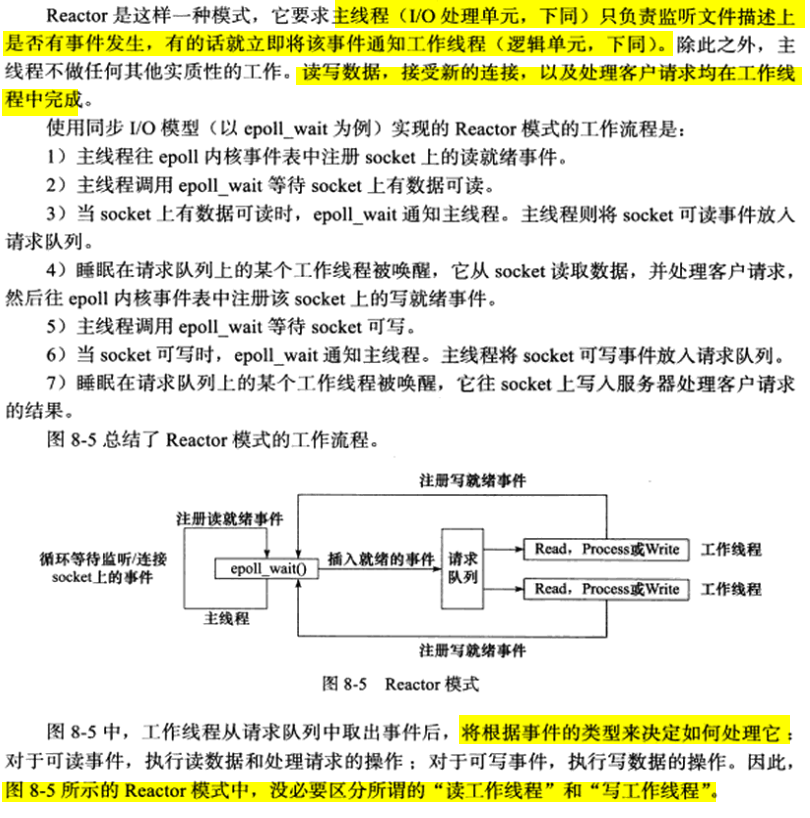 Reactor 是这样一种模式，它要求主线程（I/O 处理单元，下同）只负责监听文件描述上
是否有事件发生，有的话就立即将该事件通知工作线程（逻辑单元，下同）。除此之外，主
线程不做任何其他实质性的工作。读写数据，接受新的连接，以及处理客户请求均在工作线
程中完成。
使用同步 I/O 模型（以 epoll_wait 为例）实现的 Reactor 模式的工作流程是：
1）主线程往 epoll 内核事件表中注册 socket 上的读就绪事件。
2）主线程调用 epoll_wait 等待 socket 上有数据可读。
3）当 socket 上有数据可读时，epoll_wait 通知主线程。主线程则将 socket 可读事件放入
请求队列。
4）睡眠在请求队列上的某个工作线程被唤醒，它从 socket 读取数据，并处理客户请求，
然后往 epoll 内核事件表中注册该 socket 上的写就绪事件。
5）主线程调用 epoll_wait 等待 socket 可写。
6）当 socket 可写时，epoll_wait 通知主线程。主线程将 socket 可写事件放入请求队列。
7）睡眠在请求队列上的某个工作线程被唤醒，它往 socket 上写入服务器处理客户请求
的结果。
图 8-5 总结了 Reactor 模式的工作流程。
注册写就绪事件
注册读就绪事件
循环等待监听/连接
socket上的事件
epoll_wait()
主线程
插入就绪的事件
请求
队列
Read，Process或Write
工作线程
Read，Process或Write
工作线程
注册写就绪事件
图 8-5 Reactor 模式
图 8-5 中，工作线程从请求队列中取出事件后，将根据事件的类型来决定如何处理它：
对于可读事件，执行读数据和处理请求的操作；对于可写事件，执行写数据的操作。因此，
图 8-5 所示的 Reactor 模式中，没必要区分所谓的“读工作线程”和“写工作线程”。